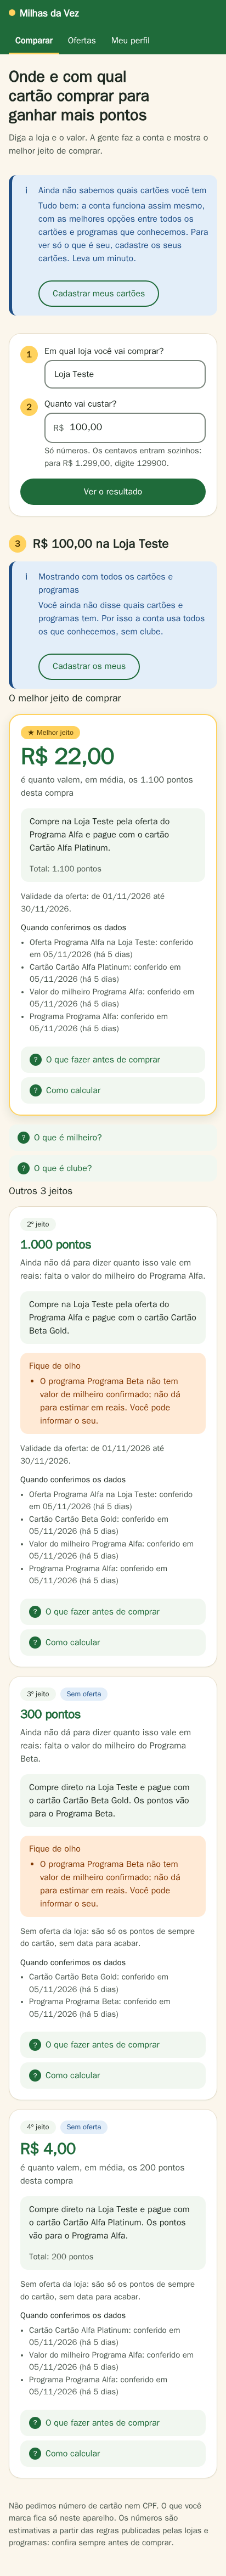 Milhas da Vez
Comparar Ofertas Meu perfil
Onde e com qual
cartão comprar para
ganhar mais pontos
Diga a loja e o valor. A gente faz a conta e mostra o
melhor jeito de comprar.
i Ainda não sabemos quais cartões você tem
Tudo bem: a conta funciona assim mesmo,
com as melhores opções entre todos os
cartões e programas que conhecemos. Para
ver só o que é seu, cadastre os seus
cartões. Leva um minuto.
Cadastrar meus cartões
1 Em qual loja você vai comprar?
Loja Teste
2 Quanto vai custar?
R$ 100,00
Só números. Os centavos entram sozinhos:
para R$ 1.299,00, digite 129900.
Ver o resultado
3 R$ 100,00 na Loja Teste
i Mostrando com todos os cartões e
programas
Você ainda não disse quais cartões e
programas tem. Por isso a conta usa todos
os que conhecemos, sem clube.
Cadastrar os meus
O melhor jeito de comprar
★ Melhor jeito
R$ 22,00
é quanto valem, em média, os 1.100 pontos
desta compra
Compre na Loja Teste pela oferta do
Programa Alfa e pague com o cartão
Cartão Alfa Platinum.
Total: 1.100 pontos
Validade da oferta: de 01/11/2026 até
30/11/2026.
Quando conferimos os dados
• Oferta Programa Alfa na Loja Teste: conferido
em 05/11/2026 (há 5 dias)
• Cartão Cartão Alfa Platinum: conferido em
05/11/2026 (há 5 dias)
• Valor do milheiro Programa Alfa: conferido em
05/11/2026 (há 5 dias)
• Programa Programa Alfa: conferido em
05/11/2026 (há 5 dias)
? O que fazer antes de comprar
? Como calcular
? O que é milheiro?
? O que é clube?
Outros 3 jeitos
2º jeito
1.000 pontos
Ainda não dá para dizer quanto isso vale em
reais: falta o valor do milheiro do Programa Alfa.
Compre na Loja Teste pela oferta do
Programa Alfa e pague com o cartão Cartão
Beta Gold.
Fique de olho
• O programa Programa Beta não tem
valor de milheiro confirmado; não dá
para estimar em reais. Você pode
informar o seu.
Validade da oferta: de 01/11/2026 até
30/11/2026.
Quando conferimos os dados
• Oferta Programa Alfa na Loja Teste: conferido
em 05/11/2026 (há 5 dias)
• Cartão Cartão Beta Gold: conferido em
05/11/2026 (há 5 dias)
• Valor do milheiro Programa Alfa: conferido em
05/11/2026 (há 5 dias)
• Programa Programa Alfa: conferido em
05/11/2026 (há 5 dias)
? O que fazer antes de comprar
? Como calcular
3º jeito Sem oferta
300 pontos
Ainda não dá para dizer quanto isso vale em
reais: falta o valor do milheiro do Programa
Beta.
Compre direto na Loja Teste e pague com
o cartão Cartão Beta Gold. Os pontos vão
para o Programa Beta.
Fique de olho
• O programa Programa Beta não tem
valor de milheiro confirmado; não dá
para estimar em reais. Você pode
informar o seu.
Sem oferta da loja: são só os pontos de sempre
do cartão, sem data para acabar.
Quando conferimos os dados
• Cartão Cartão Beta Gold: conferido em
05/11/2026 (há 5 dias)
• Programa Programa Beta: conferido em
05/11/2026 (há 5 dias)
? O que fazer antes de comprar
? Como calcular
4º jeito Sem oferta
R$ 4,00
é quanto valem, em média, os 200 pontos
desta compra
Compre direto na Loja Teste e pague com
o cartão Cartão Alfa Platinum. Os pontos
vão para o Programa Alfa.
Total: 200 pontos
Sem oferta da loja: são só os pontos de sempre
do cartão, sem data para acabar.
Quando conferimos os dados
• Cartão Cartão Alfa Platinum: conferido em
05/11/2026 (há 5 dias)
• Valor do milheiro Programa Alfa: conferido em
05/11/2026 (há 5 dias)
• Programa Programa Alfa: conferido em
05/11/2026 (há 5 dias)
? O que fazer antes de comprar
? Como calcular
Não pedimos número de cartão nem CPF. O que você
marca fica só neste aparelho. Os números são
estimativas a partir das regras publicadas pelas lojas e
programas: confira sempre antes de comprar.